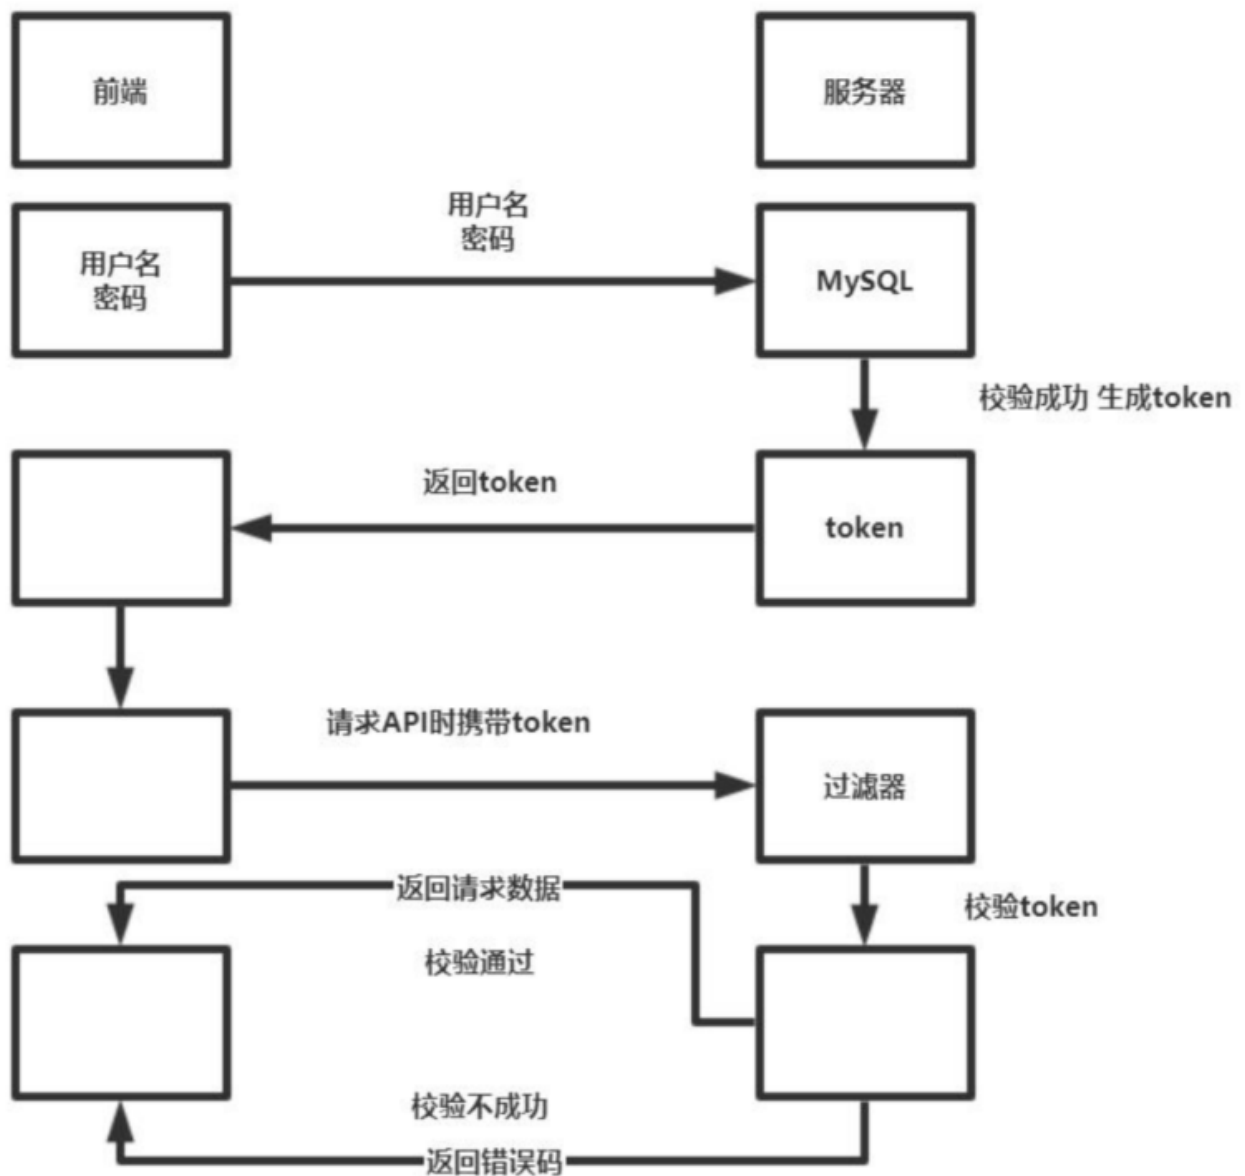 前端
服务器
用户名
密码
用户名
密码
MySQL
校验成功 生成token
返回token
token
请求API时携带token
过滤器
返回请求数据
校验token
校验通过
校验不成功
返回错误码